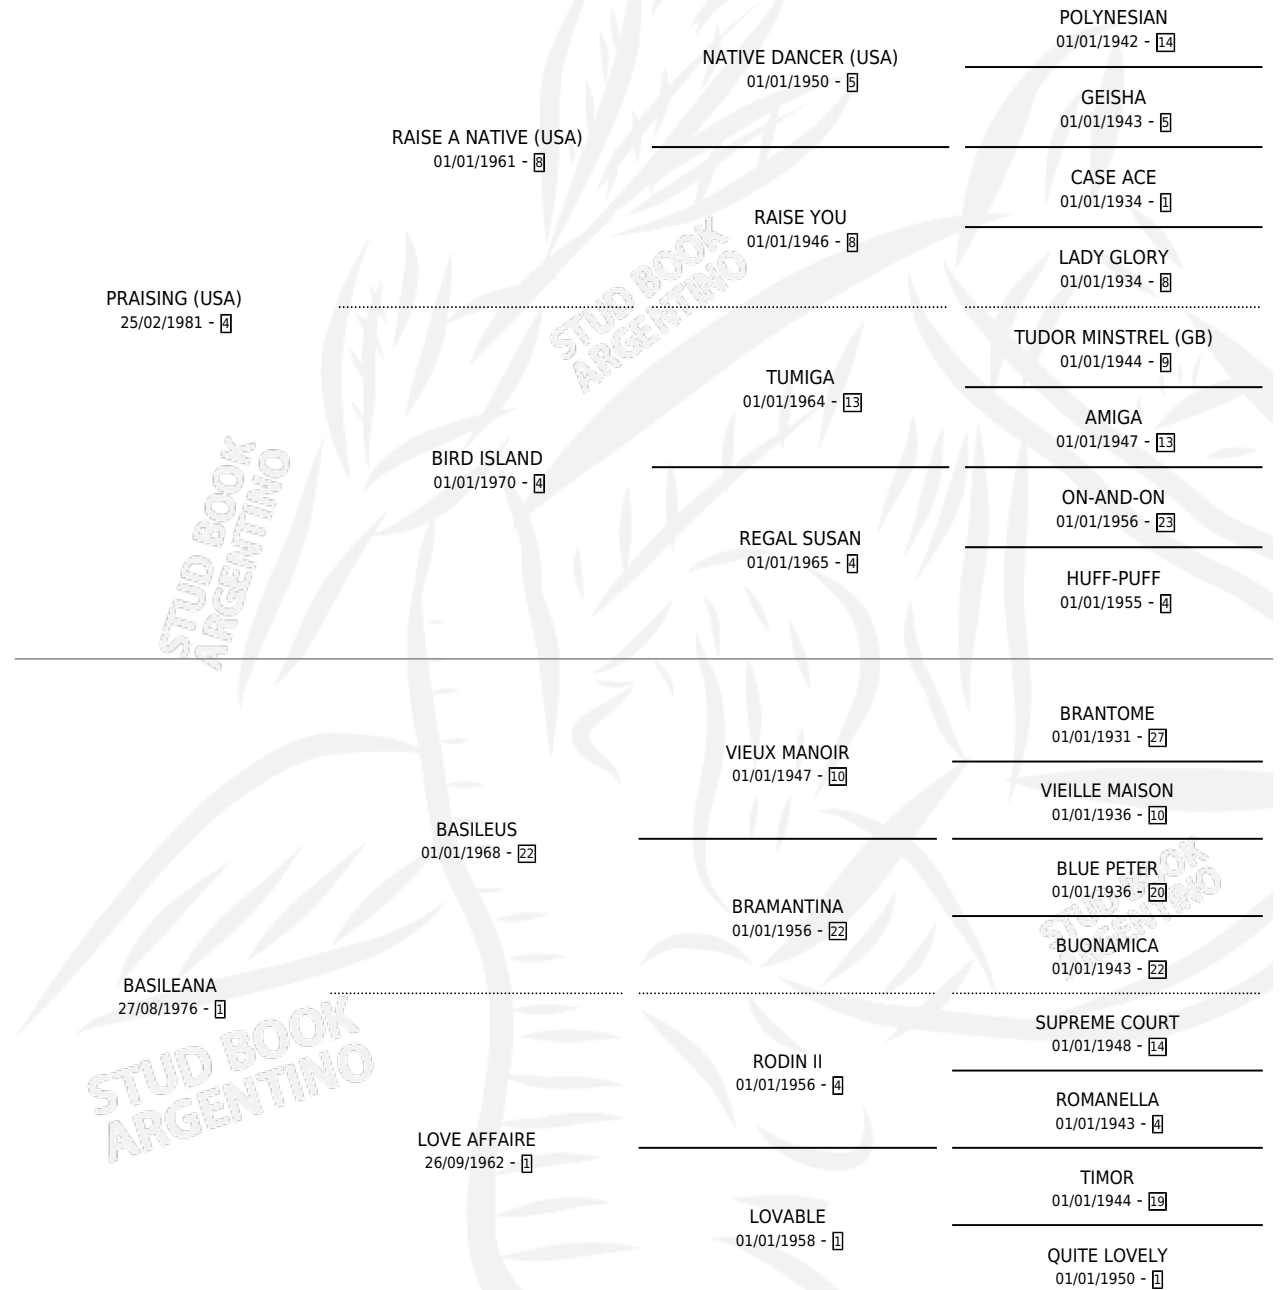 POLYNESIAN
01/01/1942 - 14
NATIVE DANCER (USA)
01/01/1950 - 5
GEISHA
01/01/1943 - 5
RAISE A NATIVE (USA)
01/01/1961 - 8
CASE ACE
01/01/1934 - 1
RAISE YOU
01/01/1946 - 8
LADY GLORY
01/01/1934 - 8
PRAISING (USA)
25/02/1981 - 4
STUD BOOK
ARGENTINO
TUDOR MINSTREL (GB)
01/01/1944 - 9
TUMIGA
01/01/1964 - 13
AMIGA
01/01/1947 - 13
BIRD ISLAND
01/01/1970 - 4
ON-AND-ON
01/01/1956 - 23
REGAL SUSAN
01/01/1965 - 4
HUFF-PUFF
01/01/1955 - 4
STUD BOOK
ARGENTINO
BRANTOME
01/01/1931 - 27
VIEUX MANOIR
01/01/1947 - 10
VIEILLE MAISON
01/01/1936 - 10
BASILEUS
01/01/1968 - 22
BLUE PETER
01/01/1936 - 20
BRAMANTINA
01/01/1956 - 22
STUD BOOK
ARGENTINO
BUONAMICA
01/01/1943 - 22
BASILEANA
27/08/1976 - 1
STUD BOOK
ARGENTINO
SUPREME COURT
01/01/1948 - 14
RODIN II
01/01/1956 - 4
ROMANELLA
01/01/1943 - 4
LOVE AFFAIRE
26/09/1962 - 1
TIMOR
01/01/1944 - 19
LOVABLE
01/01/1958 - 1
QUITE LOVELY
01/01/1950 - 1